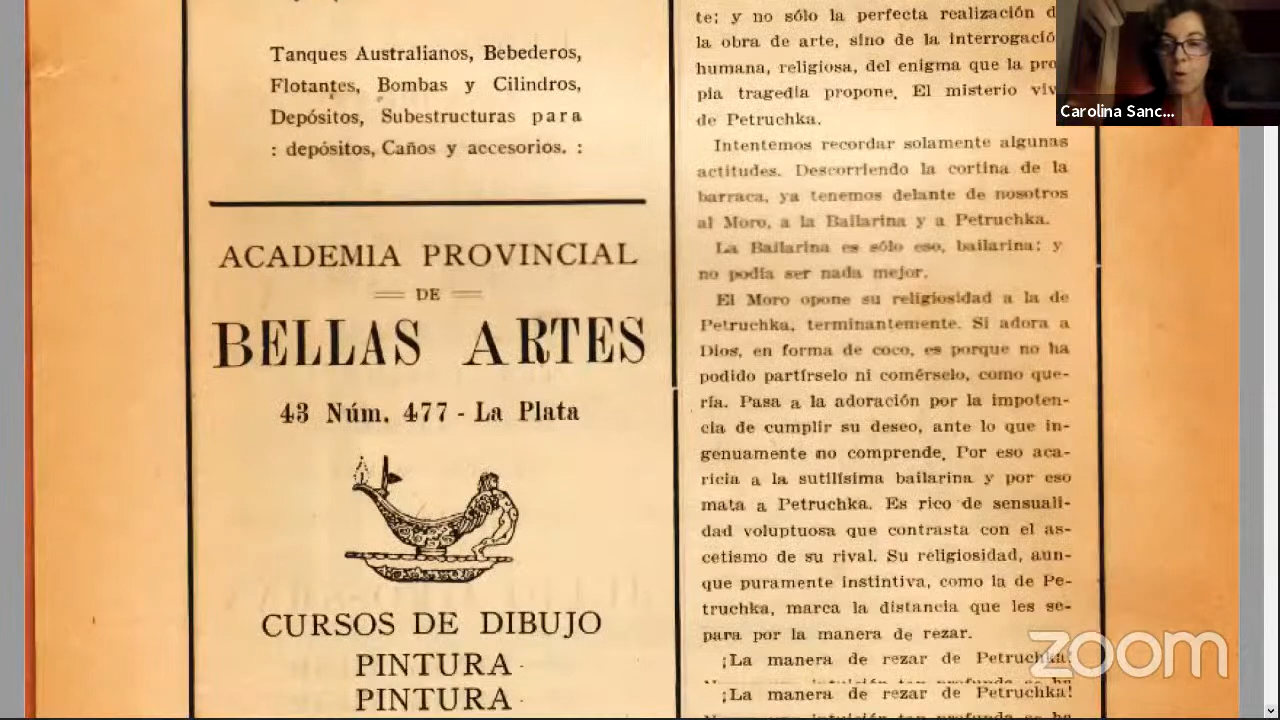 Tanques Australianos, Bebederos,
Flotantes, Bombas y Cilindros,
Depósitos, Subestructuras para
: depósitos, Caños y accesorios. :
ACADEMIA PROVINCIAL
DE
BELLAS ARTES
43 Núm. 477 - La Plata
CURSOS DE DIBUJO
PINTURA
PINTURA
te; y no sólo la perfecta realización d
la obra de arte, sino de la interrogació
humana, religiosa, del enigma que la pro
pia tragedia propone. El misterio viv
de Petruchka.
Intentemos recordar solamente algunas
actitudes. Descorriendo la cortina de la
barraca, ya tenemos delante de nosotros
al Moro, a la Bailarina y a Petruchka.
La Bailarina es sólo eso, bailarina; y
no podía ser nada mejor.
El Moro opone su religiosidad a la de
Petruchka, terminantemente. Si adora a
Dios, en forma de coco, es porque no ha
podido partírselo ni comérselo, como que-
ría. Pasa a la adoración por la impoten-
cia de cumplir su deseo, ante lo que in-
genuamente no comprende. Por eso aca-
ricia a la sutilísima bailarina y por eso
mata a Petruchka. Es rico de sensuali-
dad voluptuosa que contrasta con el as-
cetismo de su rival. Su religiosidad, aun-
que puramente instintiva, como la de Pe-
truchka, marca la distancia que les se-
para por la manera de rezar.
¡La manera de rezar de Petruchka!
¡La manera de rezar de Petruchka!
Carolina Sanc...
zoom